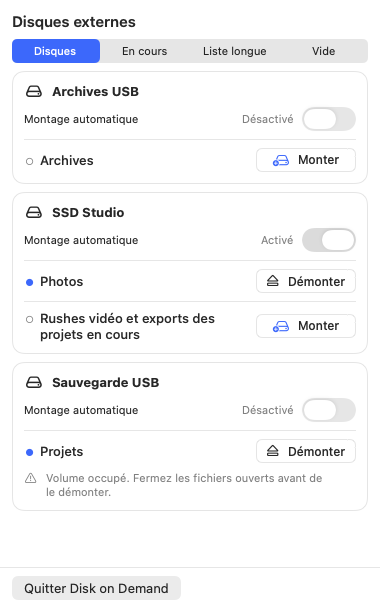 Disques externes
Disques
En cours
Liste longue
Vide
Archives USB
Montage automatique
Désactivé
Archives
Monter
SSD Studio
Montage automatique
Activé
Photos
Démonter
Rushes vidéo et exports des
projets en cours
Monter
Sauvegarde USB
Montage automatique
Désactivé
Projets
Démonter
Volume occupé. Fermez les fichiers ouverts avant de
le démonter.
Quitter Disk on Demand